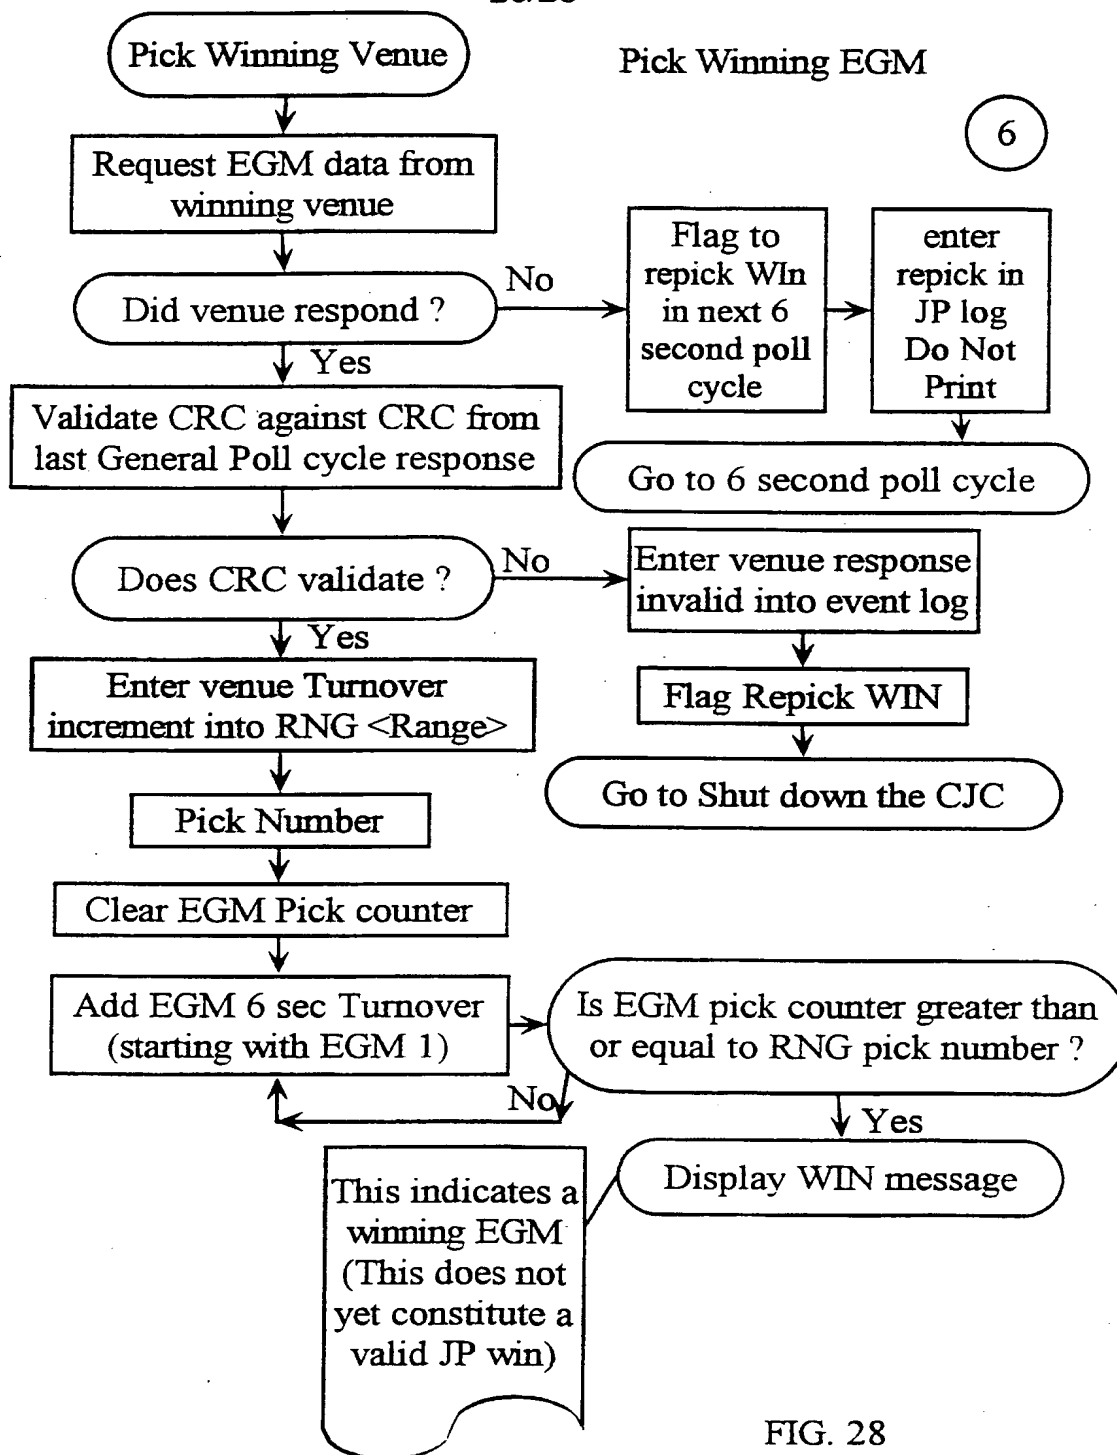 Pick Winning Venue
Pick Winning EGM
6
Request EGM data from
winning venue
Did venue respond ?
No
Flag to
repick WIn
in next 6
second poll
cycle
enter
repick in
JP log
Do Not
Print
Go to 6 second poll cycle
Yes
Validate CRC against CRC from
last General Poll cycle response
Does CRC validate ?
No
Enter venue response
invalid into event log
Flag Repick WIN
Go to Shut down the CJC
Yes
Enter venue Turnover
increment into RNG <Range>
Pick Number
Clear EGM Pick counter
Add EGM 6 sec Turnover
(starting with EGM 1)
Is EGM pick counter greater than
or equal to RNG pick number ?
No
Yes
Display WIN message
This indicates a
winning EGM
(This does not
yet constitute a
valid JP win)
FIG. 28